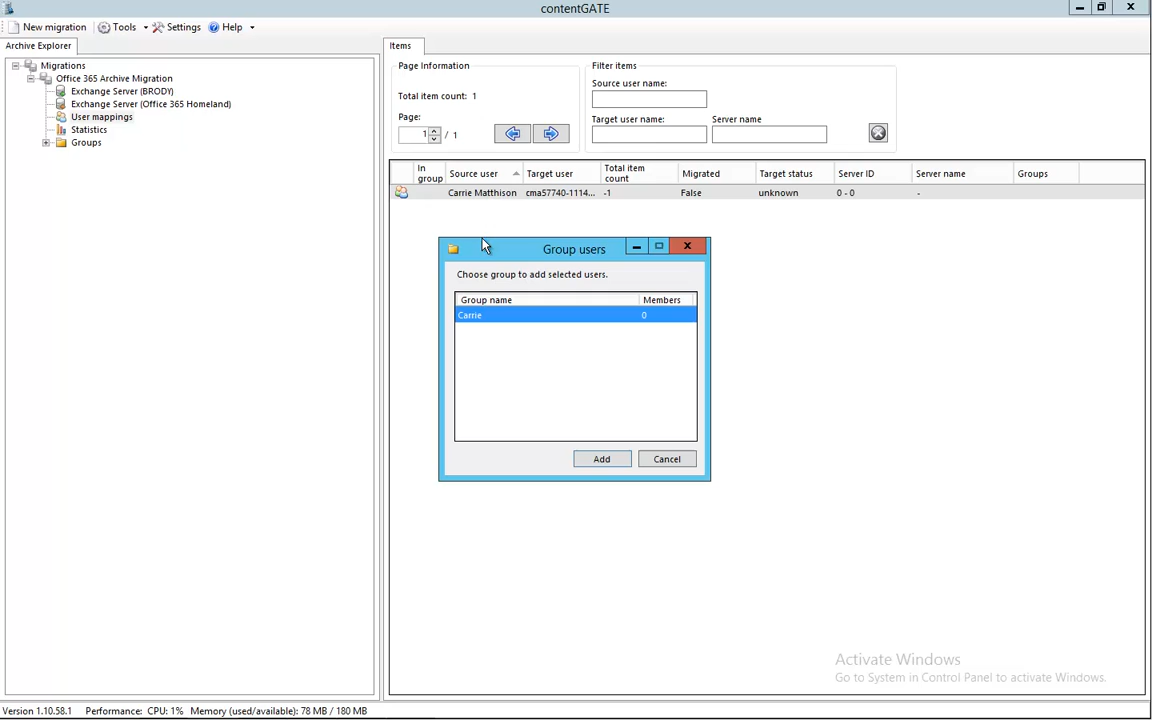 contentGATE
New migration Tools Settings Help
Archive Explorer
Migrations
Office 365 Archive Migration
Exchange Server (BRODY)
Exchange Server (Office 365 Homeland)
User mappings
Statistics
Groups
Items
Page Information
Total item count: 1
Page:
1 / 1
Filter items
Source user name:
Target user name: Server name
In group Source user Target user Total item count Migrated Target status Server ID Server name Groups
Carrie Matthison cma57740-1114... -1 False unknown 0 - 0 -
Group users
Choose group to add selected users.
Group name Members
Carrie 0
Add Cancel
Activate Windows
Go to System in Control Panel to activate Windows.
Version 1.10.58.1 Performance: CPU: 1% Memory (used/available): 78 MB / 180 MB